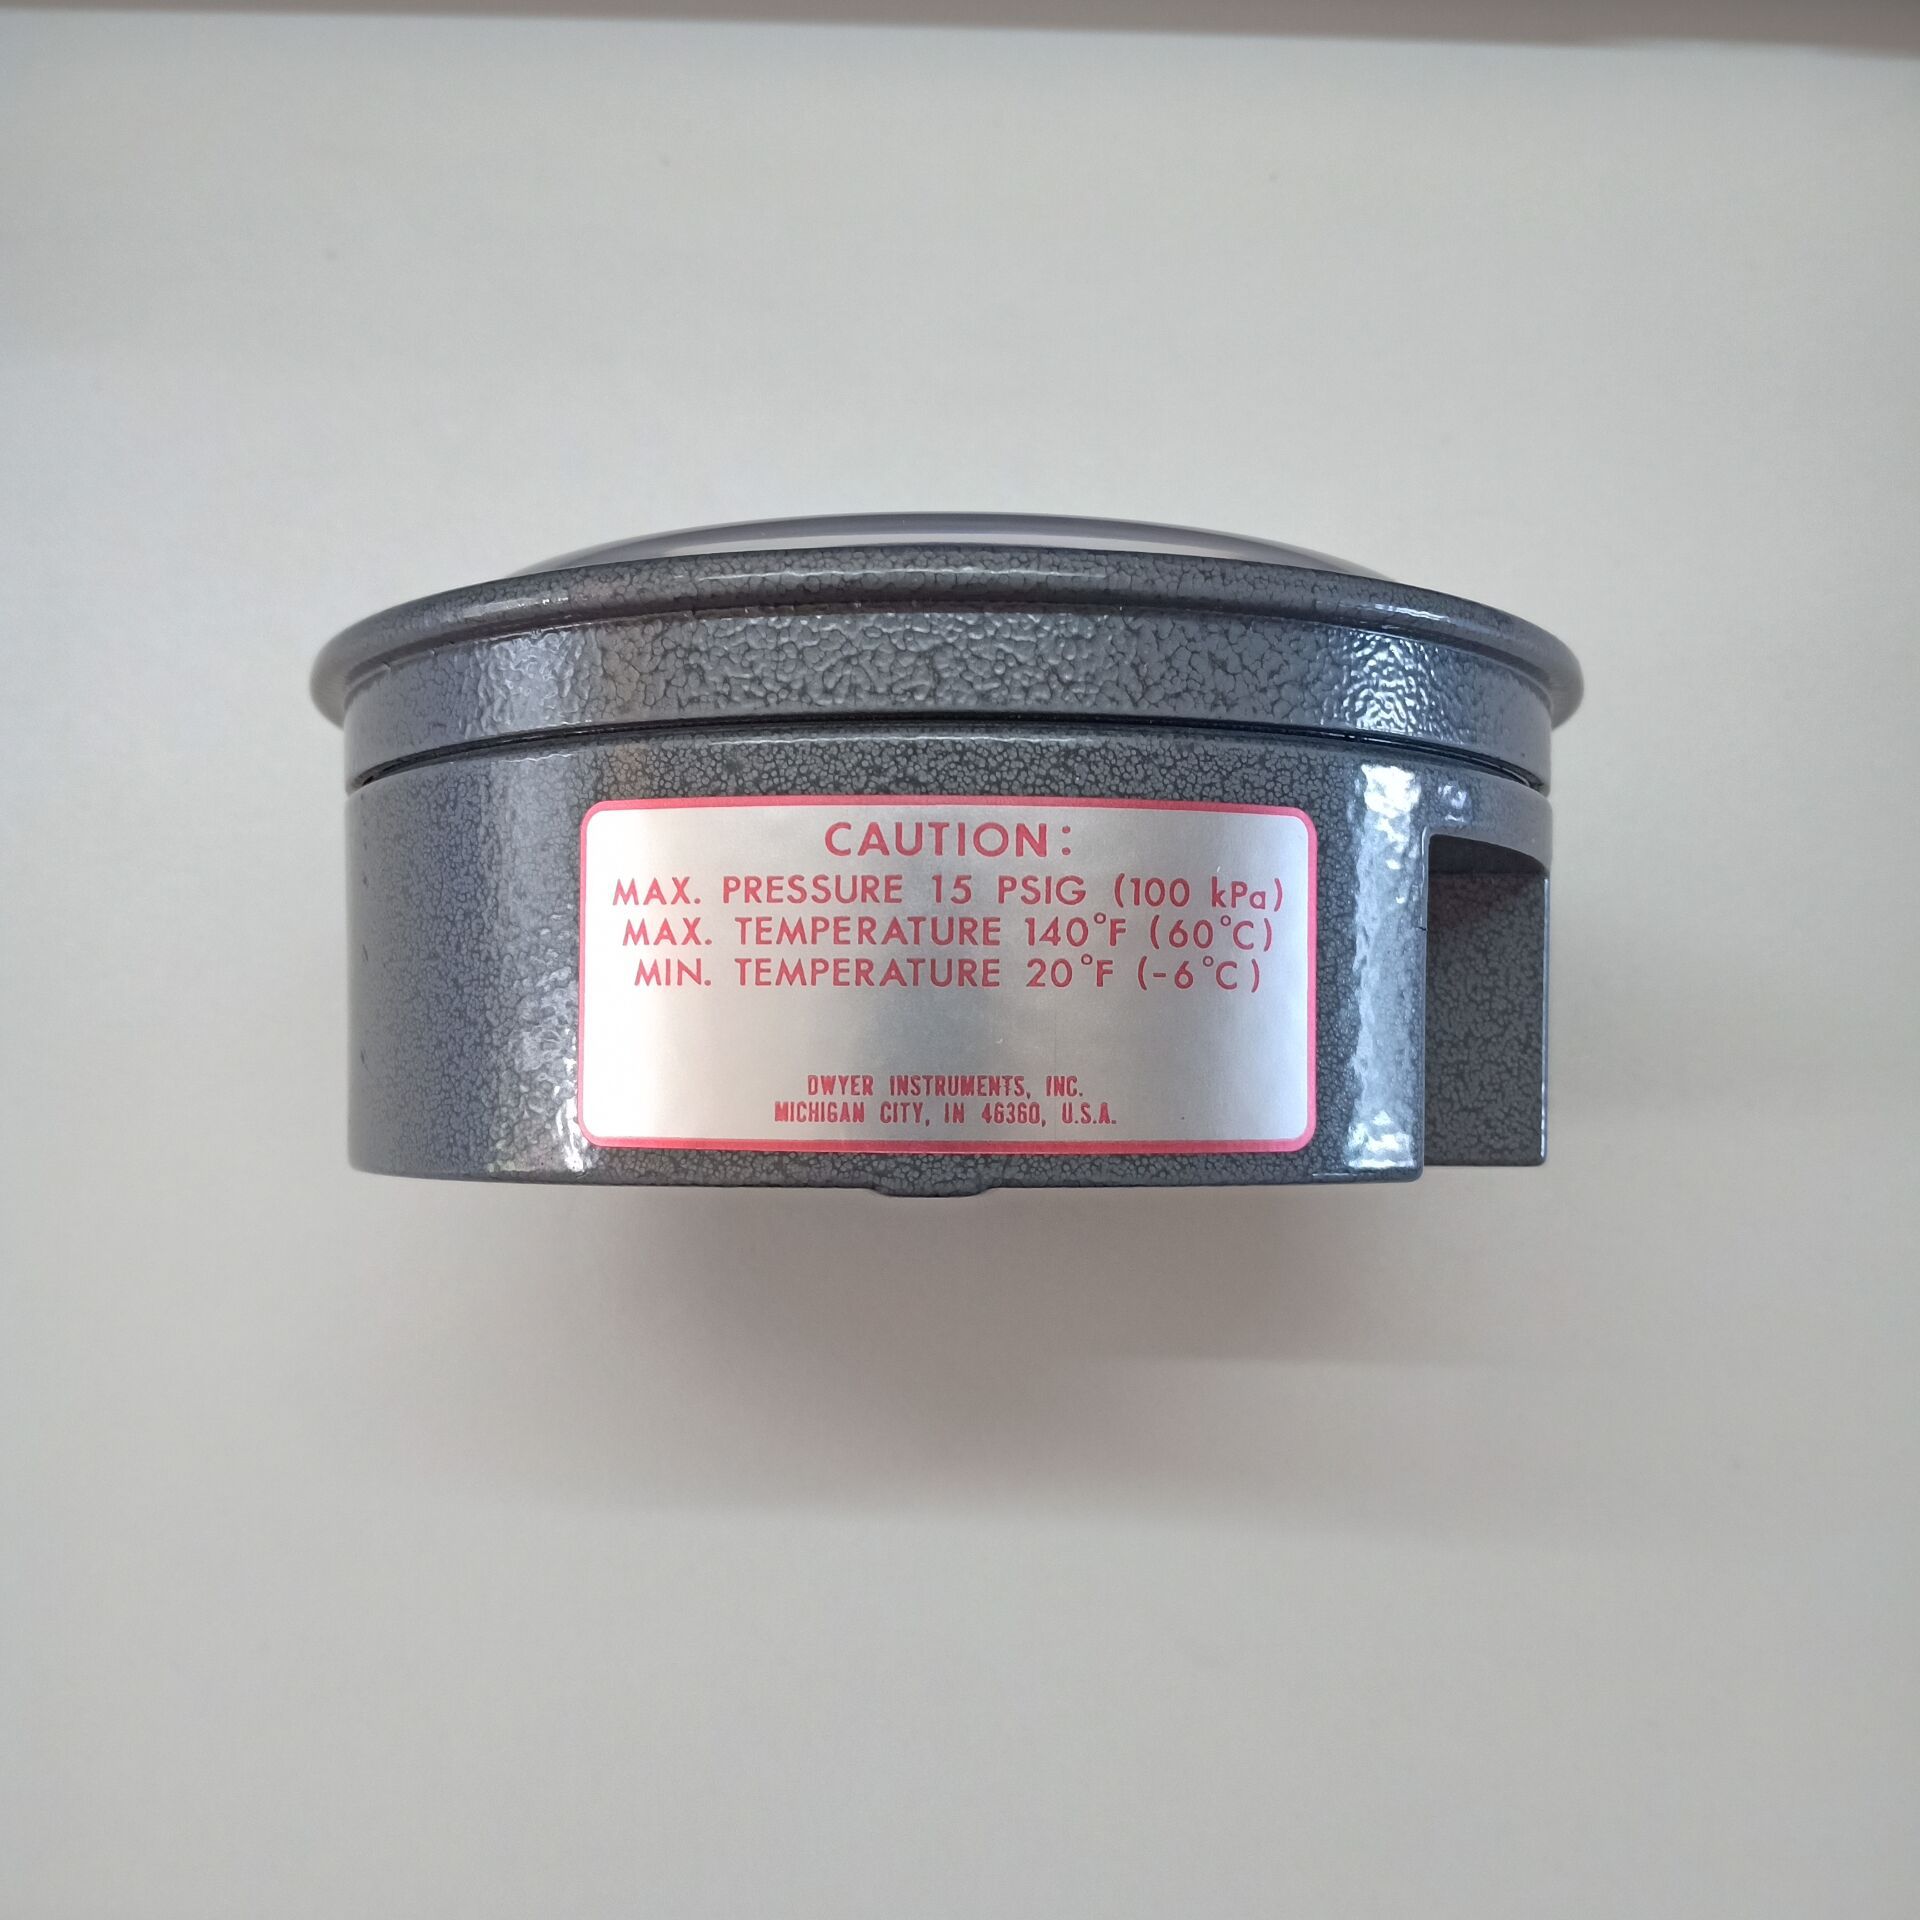 CAUTION:
MAX. PRESSURE 15 PSIG (100 kPa)
MAX. TEMPERATURE 140°F (60°C)
MIN. TEMPERATURE 20°F (-6°C)
DWYER INSTRUMENTS, INC.
MICHIGAN CITY, IN 46360, U.S.A.